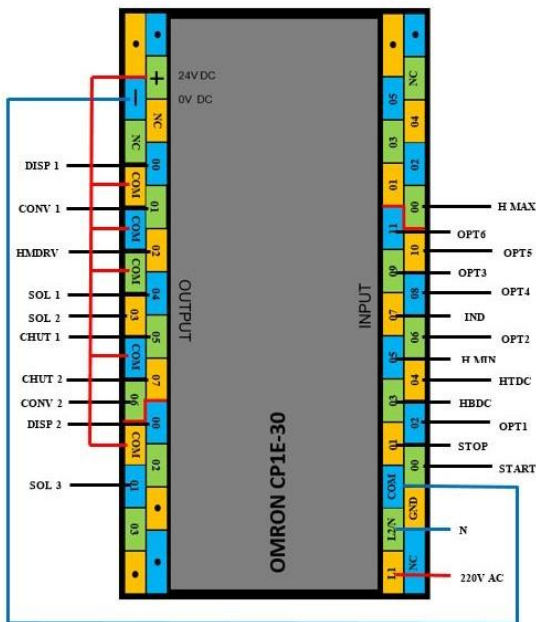 24V DC
0V DC
+
−
NC
NC
COM
00
01
COM
02
COM
04
03
05
COM
07
06
00
COM
02
01
03
DISP 1
CONV 1
HMDRV
SOL 1
SOL 2
CHUT 1
CHUT 2
CONV 2
DISP 2
SOL 3
OUTPUT
INPUT
OMRON CP1E-30
NC
05
04
03
02
01
00
11
10
09
08
07
06
05
04
03
02
01
00
COM
GND
L2/N
NC
L1
H MAX
OPT6
OPT5
OPT3
OPT4
IND
OPT2
H MIN
HTDC
HBDC
OPT1
STOP
START
N
220V AC